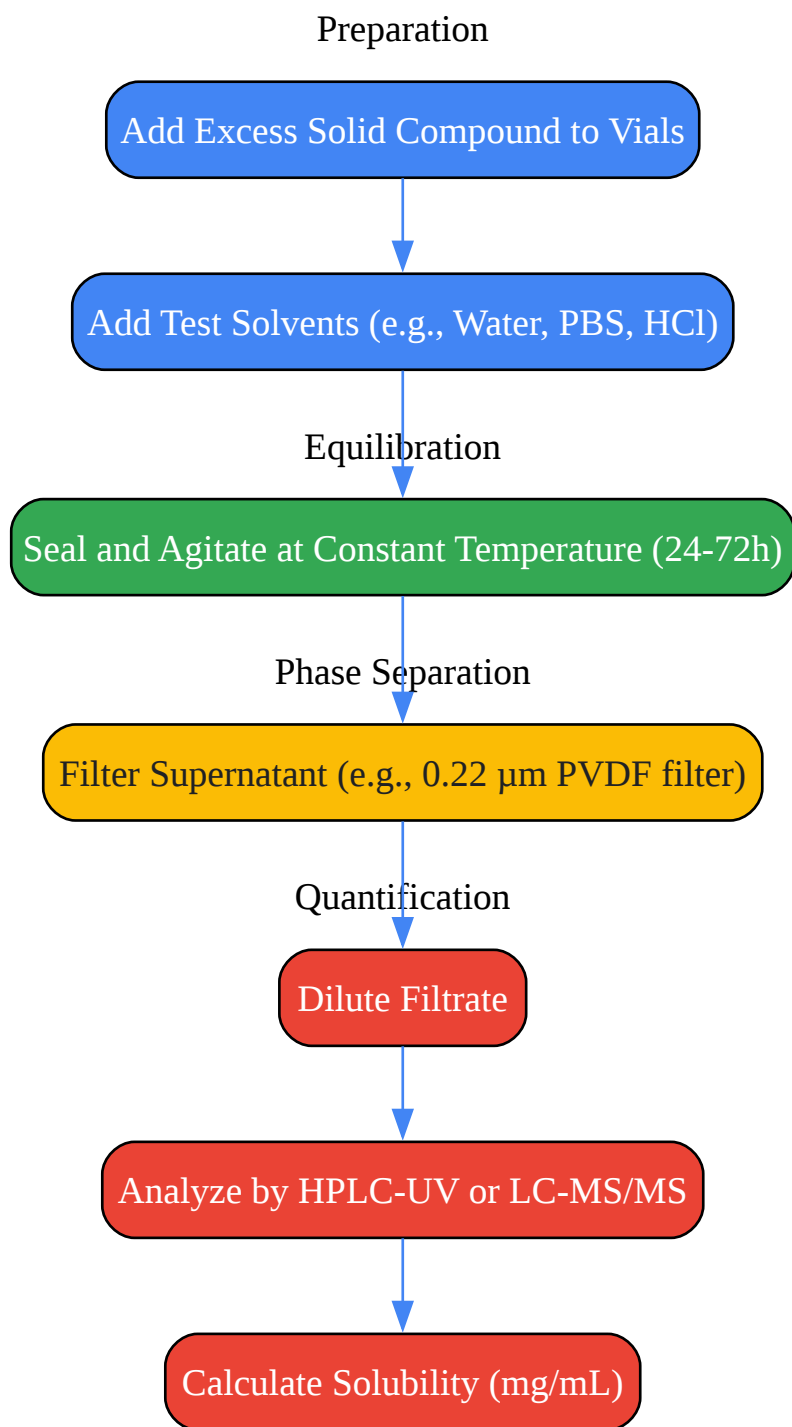 Preparation
Add Excess Solid Compound to Vials
Add Test Solvents (e.g., Water, PBS, HCl)
Equilibration
Seal and Agitate at Constant Temperature (24-72h)
Phase Separation
Filter Supernatant (e.g., 0.22 µm PVDF filter)
Quantification
Dilute Filtrate
Analyze by HPLC-UV or LC-MS/MS
Calculate Solubility (mg/mL)